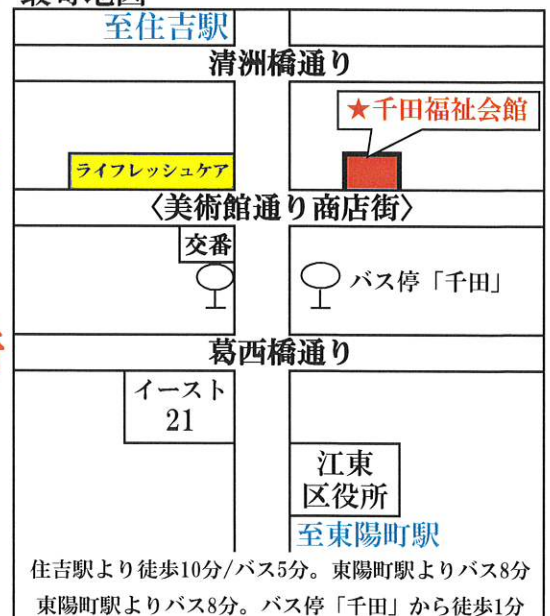 至住吉駅
清洲橋通り
★千田福祉会館
ライフレッシュケア
〈美術館通り商店街〉
交番
バス停「千田」
葛西橋通り
イースト
21
江東
区役所
至東陽町駅
住吉駅より徒歩10分/バス5分。東陽町駅よりバス8分
東陽町駅よりバス8分。バス停「千田」から徒歩1分